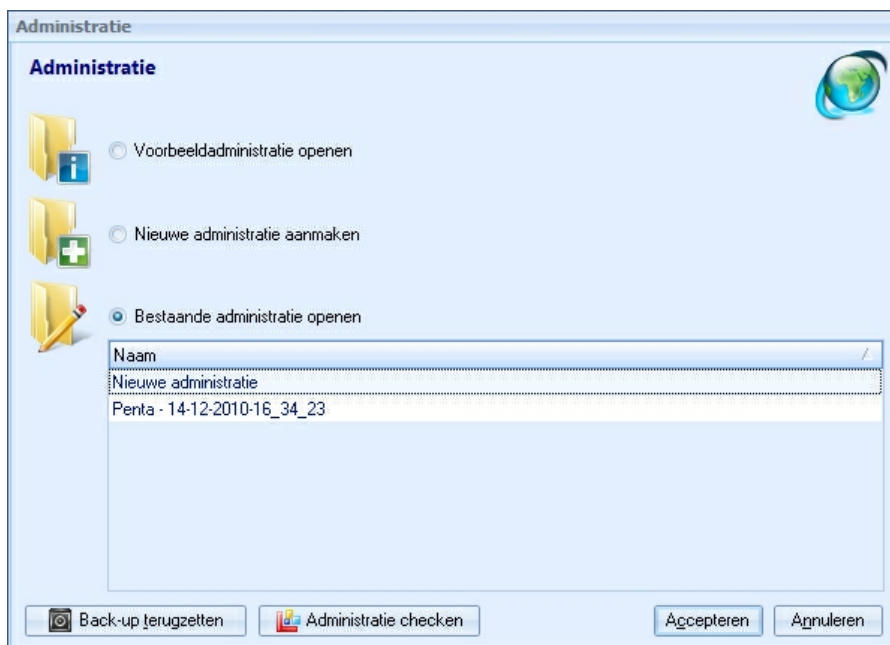 Administratie
Administratie
Voorbeeldadministratie openen
Nieuwe administratie aanmaken
Bestaande administratie openen
Naam
Nieuwe administratie
Penta - 14-12-2010-16_34_23
Back-up terugzetten
Administratie checken
Accepteren
Annuleren